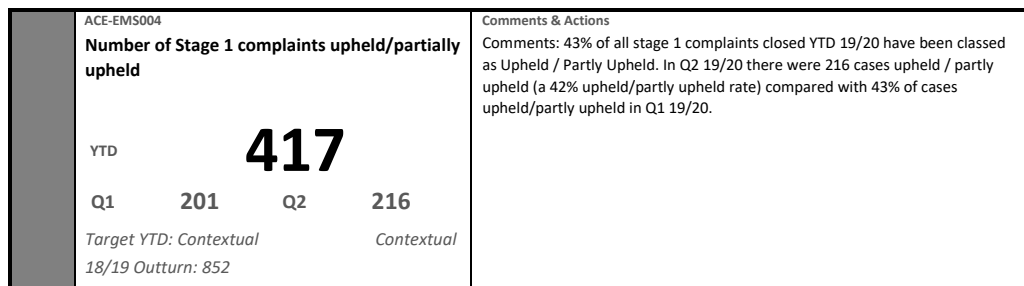 ACE-EMS004
Number of Stage 1 complaints upheld/partially
upheld
YTD 417
Q1 201 Q2 216
Target YTD: Contextual Contextual
18/19 Outturn: 852
Comments & Actions
Comments: 43% of all stage 1 complaints closed YTD 19/20 have been classed
as Upheld / Partly Upheld. In Q2 19/20 there were 216 cases upheld / partly
upheld (a 42% upheld/partly upheld rate) compared with 43% of cases
upheld/partly upheld in Q1 19/20.